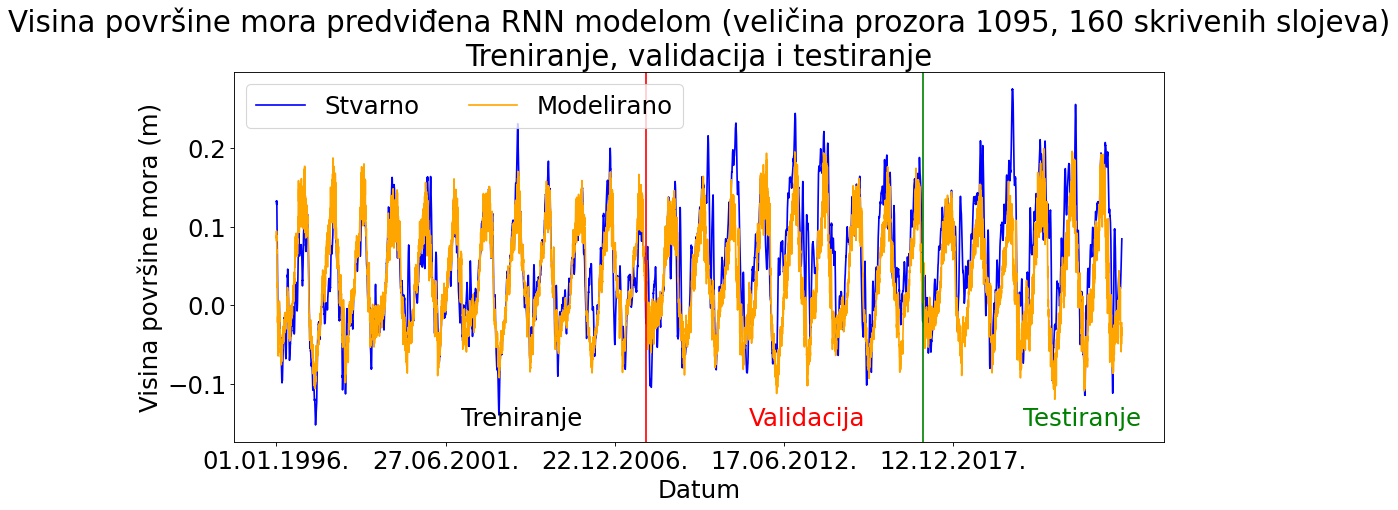 Visina površine mora predviđena RNN modelom (veličina prozora 1095, 160 skrivenih slojeva)
Treniranje, validacija i testiranje
Stvarno Modelirano
Visina površine mora (m)
0.2
0.1
0.0
−0.1
Treniranje Validacija Testiranje
01.01.1996. 27.06.2001. 22.12.2006. 17.06.2012. 12.12.2017.
Datum